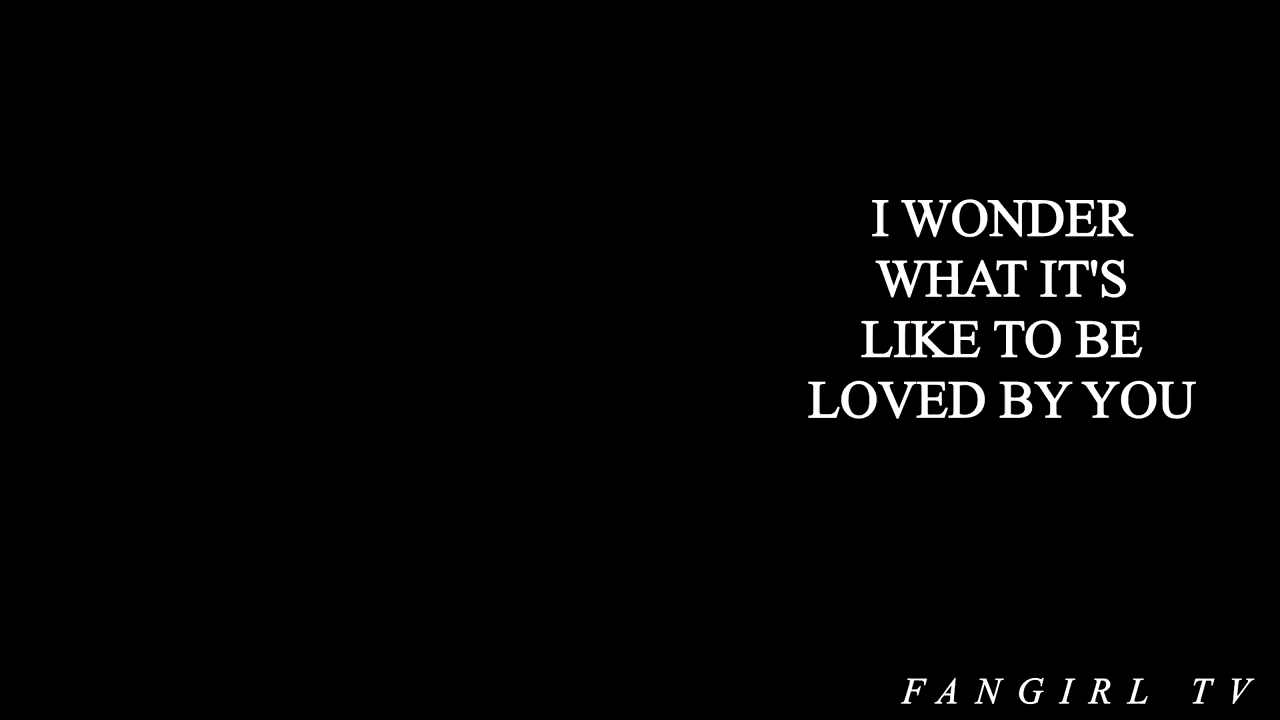 I WONDER
WHAT IT'S
LIKE TO BE
LOVED BY YOU
FANGIRL TV